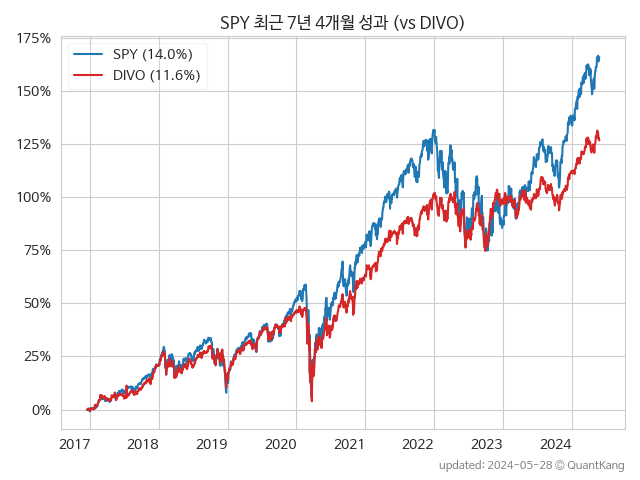 SPY 최근 7년 4개월 성과 (vs DIVO)
175%
150%
125%
100%
75%
50%
25%
0%
SPY (14.0%)
DIVO (11.6%)
2017 2018 2019 2020 2021 2022 2023 2024
updated: 2024-05-28 © QuantKang